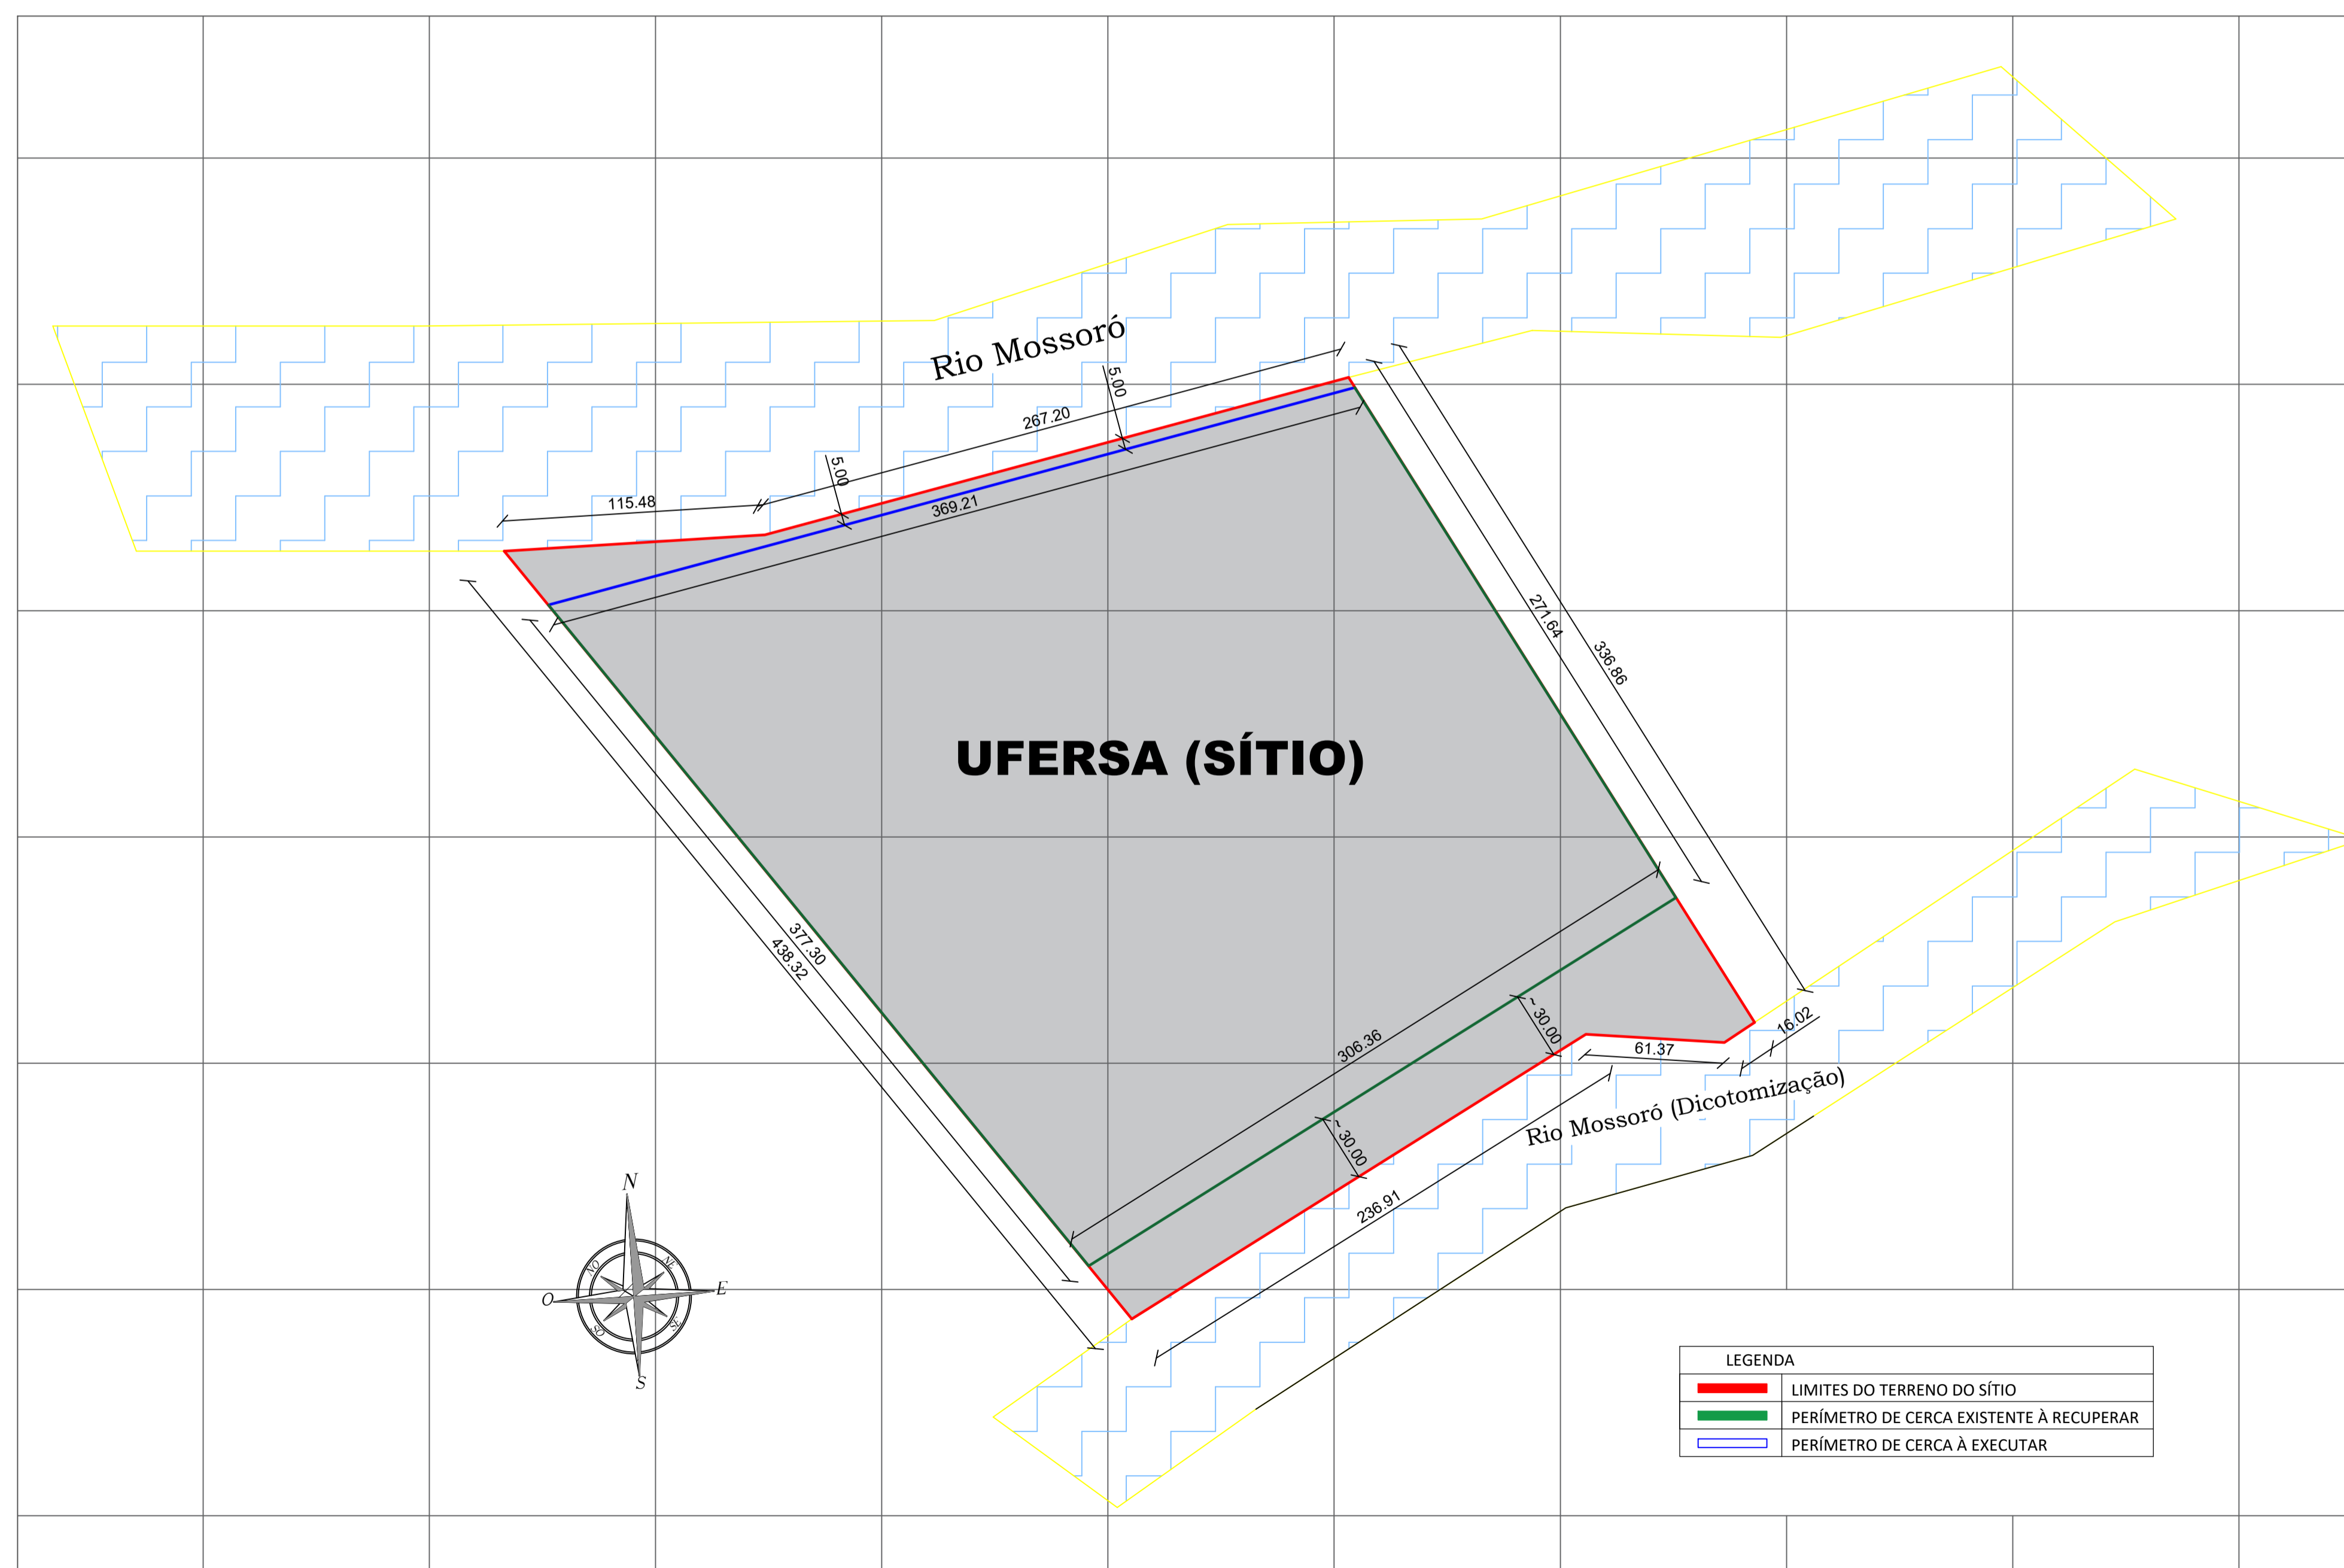 Rio Mossoró
5.00
267.20
5.00
115.48
369.21
271.64
336.86
UFERSA (SÍTIO)
377.30
438.32
~ 30.00
16.02
306.36
61.37
Rio Mossoró (Dicotomização)
~ 30.00
236.91
N
NO
NE
O
E
SO
SE
S
LEGENDA
LIMITES DO TERRENO DO SÍTIO
PERÍMETRO DE CERCA EXISTENTE À RECUPERAR
PERÍMETRO DE CERCA À EXECUTAR